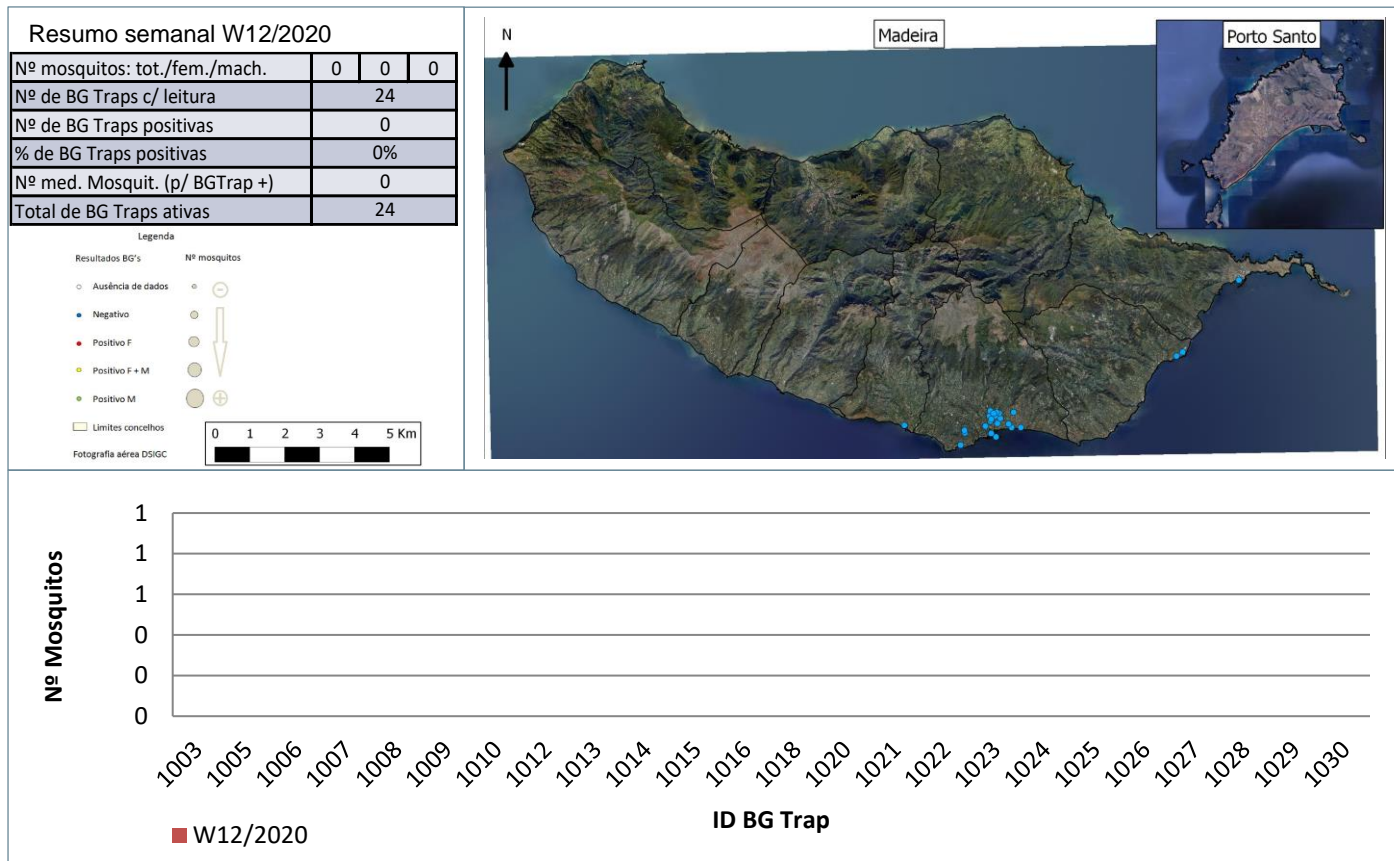 Resumo semanal W12/2020
Nº mosquitos: tot./fem./mach. 0 0 0
Nº de BG Traps c/ leitura 24
Nº de BG Traps positivas 0
% de BG Traps positivas 0%
Nº med. Mosquit. (p/ BGTrap +) 0
Total de BG Traps ativas 24
Legenda
Resultados BG's Nº mosquitos
Ausência de dados
Negativo
Positivo F
Positivo F + M
Positivo M
Limites concelhos
Fotografia aérea DSIGC
0 1 2 3 4 5 Km
N
Madeira
Porto Santo
Nº Mosquitos
1
1
1
0
0
0
1003 1005 1006 1007 1008 1009 1010 1012 1013 1014 1015 1016 1018 1020 1021 1022 1023 1024 1025 1026 1027 1028 1029 1030
ID BG Trap
W12/2020